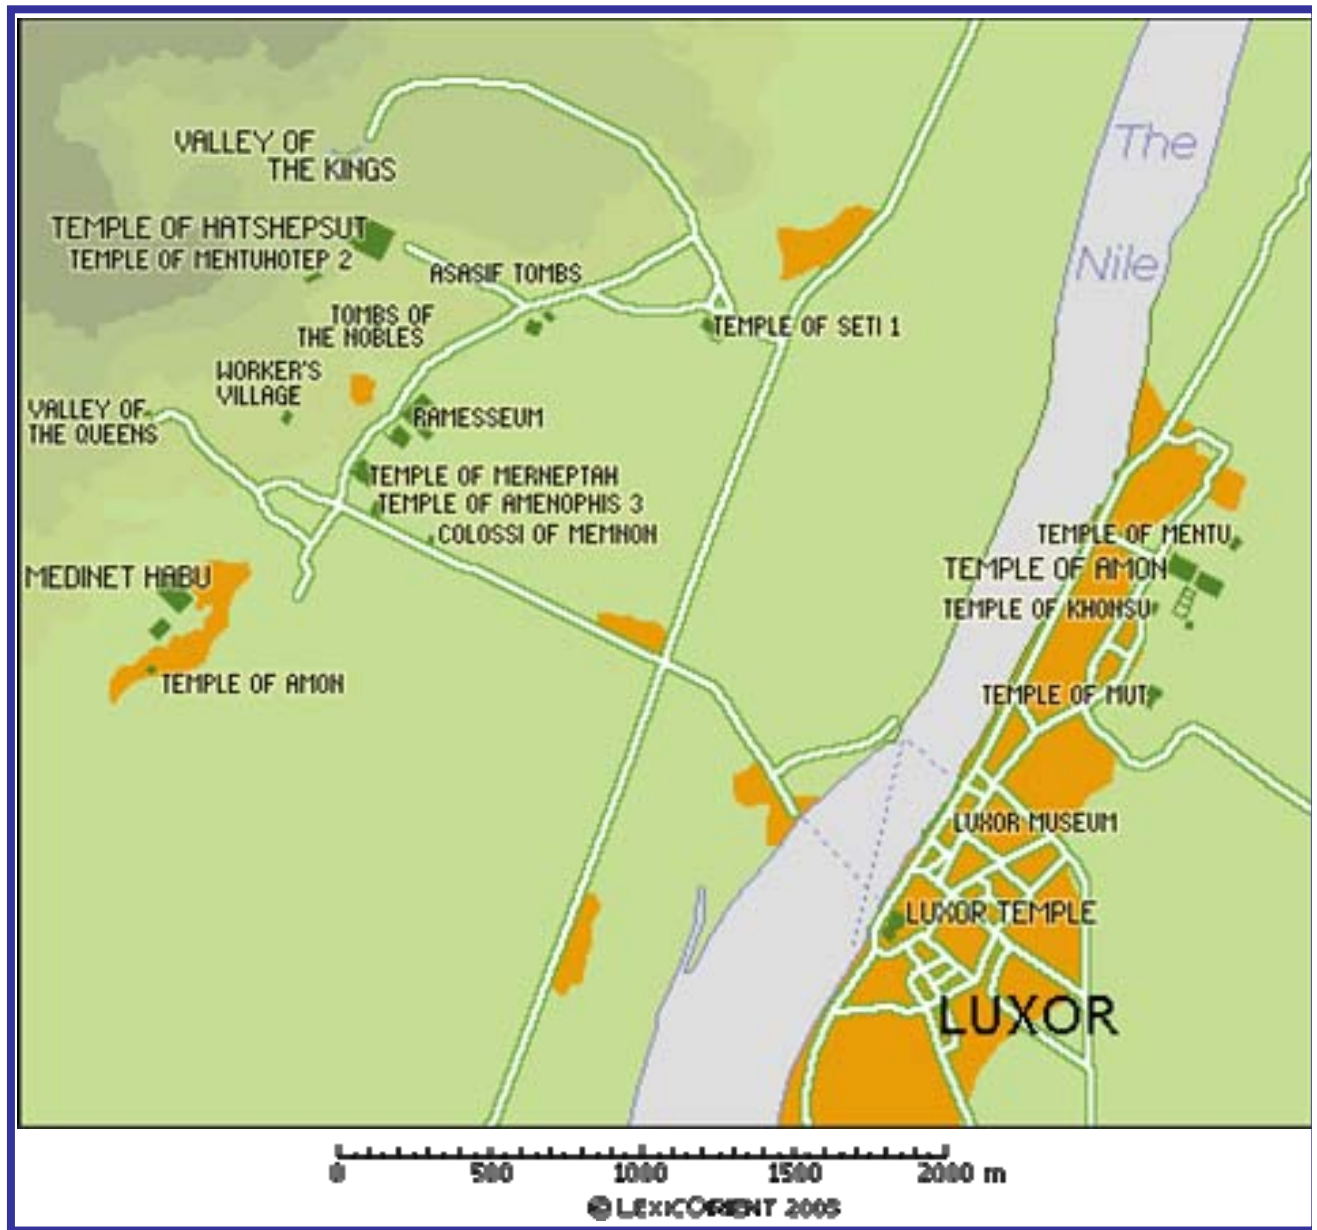 The
Nile
VALLEY OF
THE KINGS
TEMPLE OF HATSHEPSUT
TEMPLE OF MENTUHOTEP 2
ASASIF TOMBS
TOMBS OF
THE NOBLES
TEMPLE OF SETI 1
WORKER'S
VILLAGE
VALLEY OF
THE QUEENS
RAMESSEUM
TEMPLE OF MERNEPTAH
TEMPLE OF AMENOPHIS 3
COLOSSI OF MEMNON
TEMPLE OF MENTU
TEMPLE OF AMON
TEMPLE OF KHONSU
MEDINET HABU
TEMPLE OF AMON
TEMPLE OF MUT
LUXOR MUSEUM
LUXOR TEMPLE
LUXOR
0 500 1000 1500 2000 m
© LEXICORIENT 2005